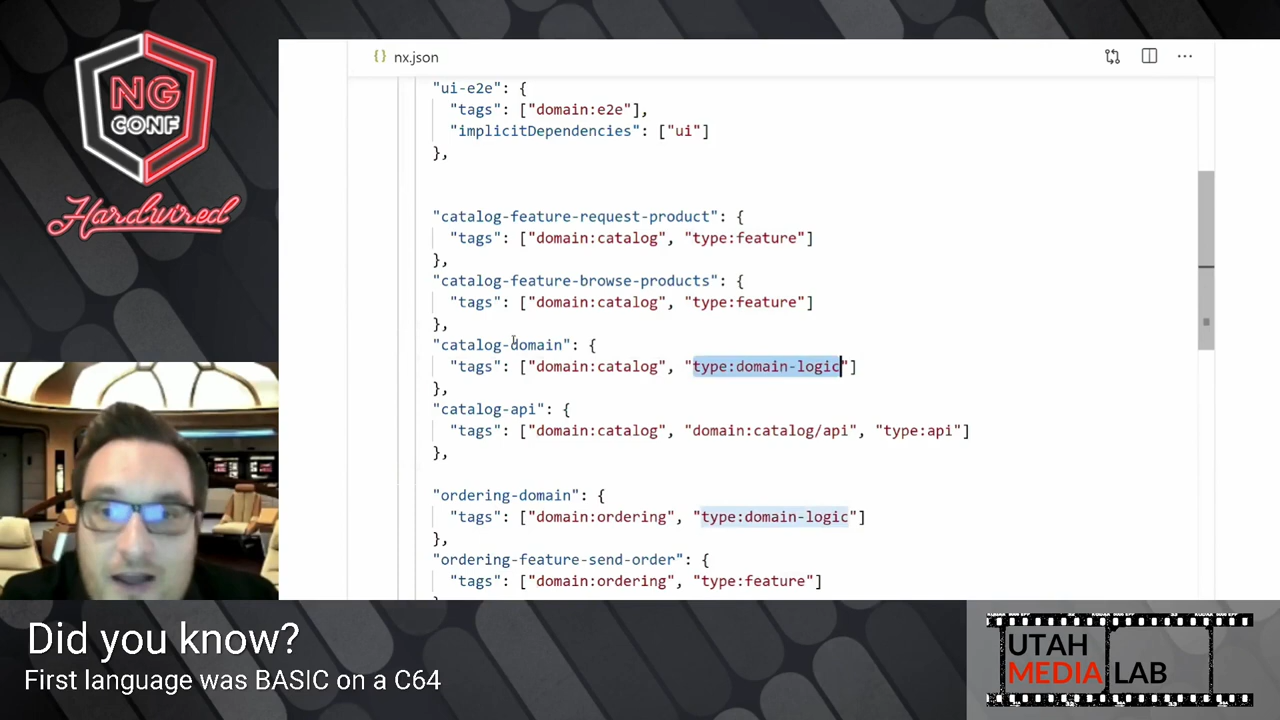 NG
CONF
Hardwired
{} nx.json
"ui-e2e": {
"tags": ["domain:e2e"],
"implicitDependencies": ["ui"]
},
"catalog-feature-request-product": {
"tags": ["domain:catalog", "type:feature"]
},
"catalog-feature-browse-products": {
"tags": ["domain:catalog", "type:feature"]
},
"catalog-domain": {
"tags": ["domain:catalog", "type:domain-logic"]
},
"catalog-api": {
"tags": ["domain:catalog", "domain:catalog/api", "type:api"]
},
"ordering-domain": {
"tags": ["domain:ordering", "type:domain-logic"]
},
"ordering-feature-send-order": {
"tags": ["domain:ordering", "type:feature"]
Did you know?
First language was BASIC on a C64
UTAH
MEDIA LAB